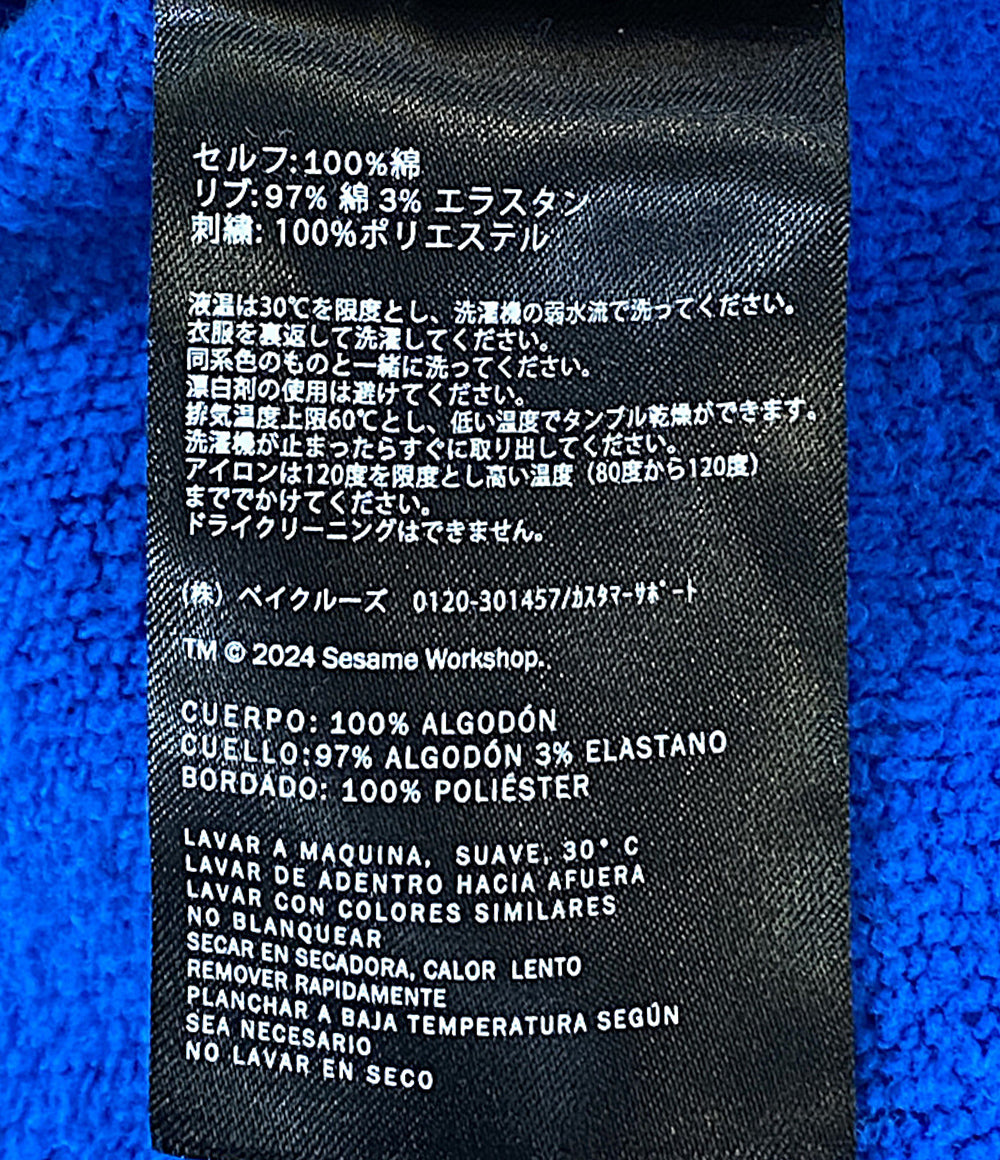 セルフ:100%綿
リブ:97% 綿 3% エラスタン
刺繍: 100%ポリエステル
液温は30℃を限度とし、洗濯機の弱水流で洗ってください。
衣服を裏返して洗濯してください。
同系色のものと一緒に洗ってください。
漂白剤の使用は避けてください。
排気温度上限60℃とし、低い温度でタンブル乾燥ができます。
洗濯機が止まったらすぐに取り出してください。
アイロンは120度を限度とし高い温度（80度から120度）
まででかけてください。
ドライクリーニングはできません。
(株) ベイクルーズ 0120-301457/ｶｽﾀﾏｰｻﾎﾟｰﾄ
TM © 2024 Sesame Workshop.
CUERPO: 100% ALGODÓN
CUELLO:97% ALGODÓN 3% ELASTANO
BORDADO: 100% POLIÉSTER
LAVAR A MAQUINA, SUAVE, 30° C
LAVAR DE ADENTRO HACIA AFUERA
LAVAR CON COLORES SIMILARES
NO BLANQUEAR
SECAR EN SECADORA, CALOR LENTO
REMOVER RAPIDAMENTE
PLANCHAR A BAJA TEMPERATURA SEGÚN
SEA NECESARIO
NO LAVAR EN SECO